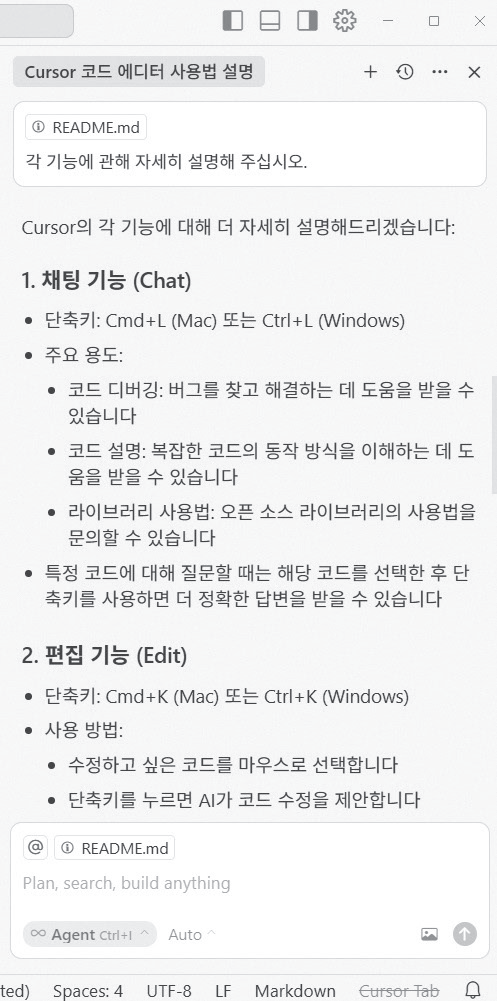 Cursor 코드 에디터 사용법 설명
README.md
각 기능에 관해 자세히 설명해 주십시오.
Cursor의 각 기능에 대해 더 자세히 설명해드리겠습니다:
1. 채팅 기능 (Chat)
• 단축키: Cmd+L (Mac) 또는 Ctrl+L (Windows)
• 주요 용도:
• 코드 디버깅: 버그를 찾고 해결하는 데 도움을 받을 수
있습니다
• 코드 설명: 복잡한 코드의 동작 방식을 이해하는 데 도
움을 받을 수 있습니다
• 라이브러리 사용법: 오픈 소스 라이브러리의 사용법을
문의할 수 있습니다
• 특정 코드에 대해 질문할 때는 해당 코드를 선택한 후 단
축키를 사용하면 더 정확한 답변을 받을 수 있습니다
2. 편집 기능 (Edit)
• 단축키: Cmd+K (Mac) 또는 Ctrl+K (Windows)
• 사용 방법:
• 수정하고 싶은 코드를 마우스로 선택합니다
• 단축키를 누르면 AI가 코드 수정을 제안합니다
@ README.md
Plan, search, build anything
Agent Ctrl+I Auto
ted) Spaces: 4 UTF-8 LF Markdown Cursor Tab